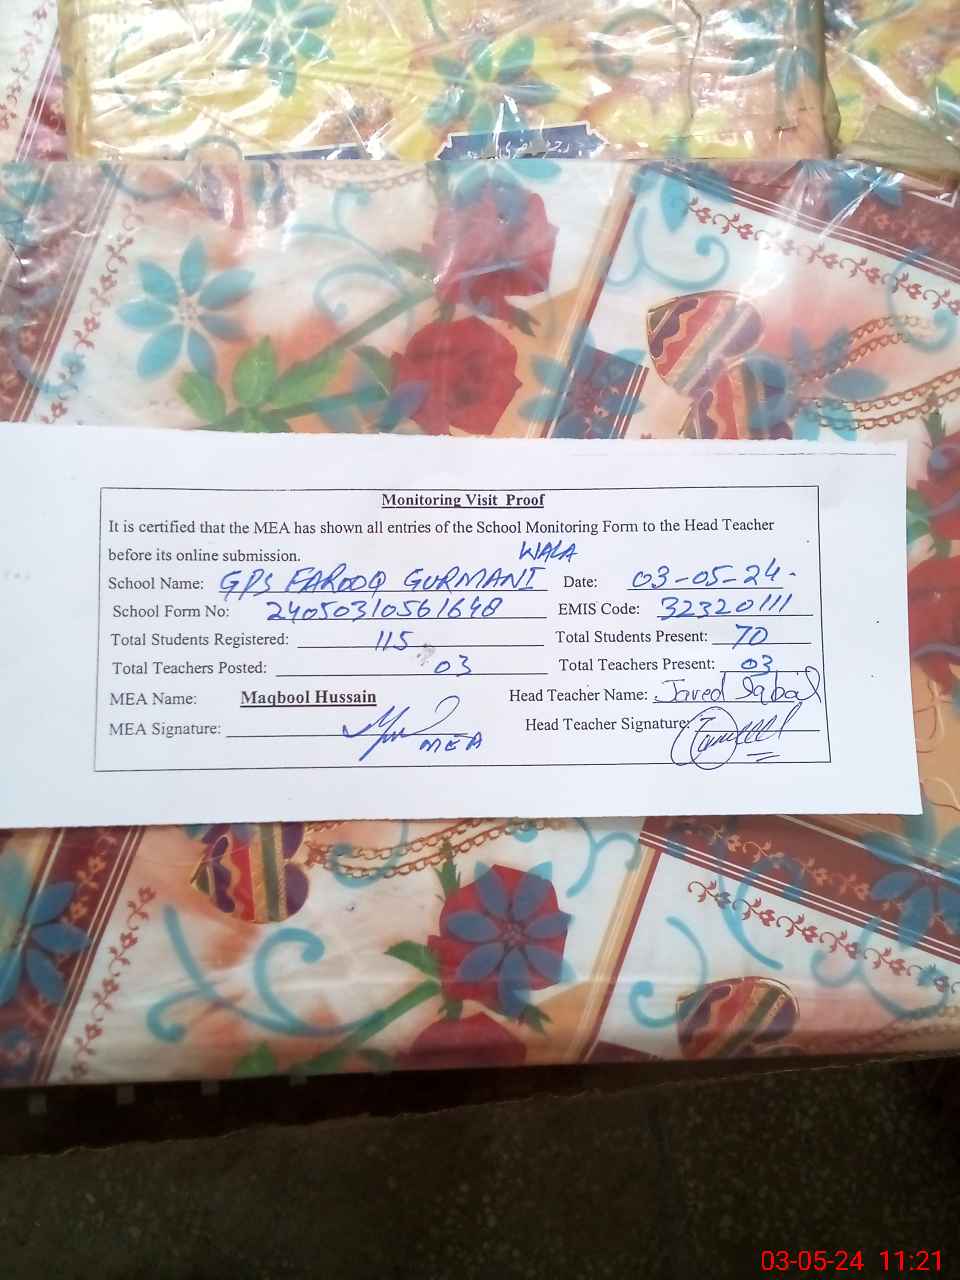 Monitoring Visit Proof
It is certified that the MEA has shown all entries of the School Monitoring Form to the Head Teacher
before its online submission.
School Name: GPS FAROOQ GURMANI WALA Date: 03-05-24.
School Form No: 24050310561648 EMIS Code: 32320111
Total Students Registered: 115 Total Students Present: 70
Total Teachers Posted: 03 Total Teachers Present: 03
MEA Name: Maqbool Hussain Head Teacher Name: Javed Iqbal
MEA Signature: MEA Head Teacher Signature:
03-05-24 11:21